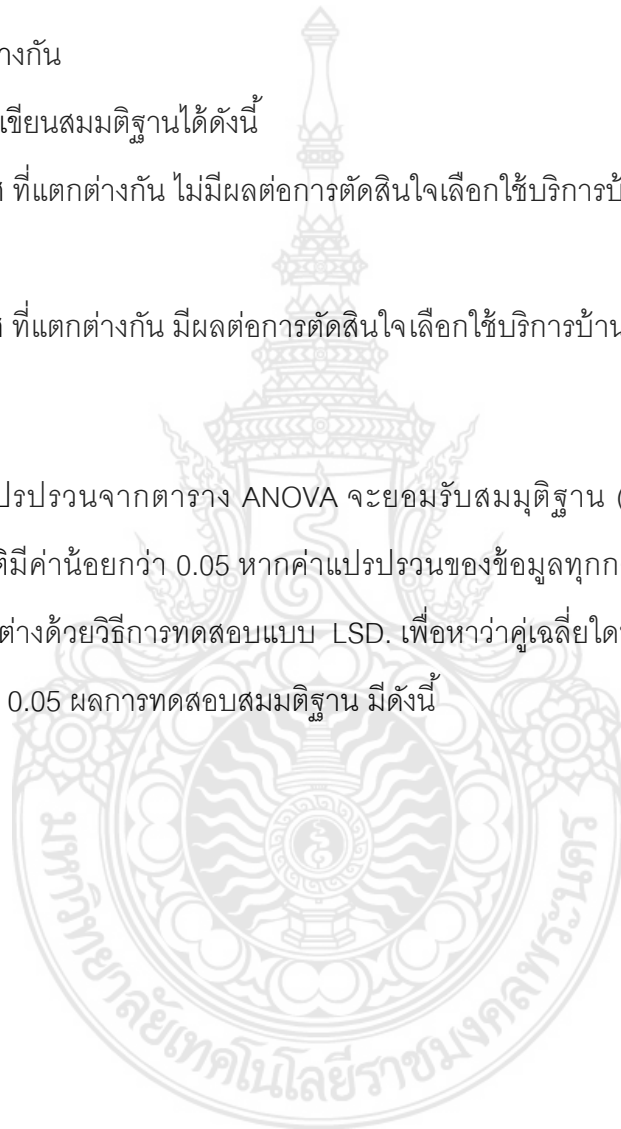 างกัน
เขียนสมมติฐานได้ดังนี้
ที่แตกต่างกัน ไม่มีผลต่อการตัดสินใจเลือกใช้บริการบ้
ที่แตกต่างกัน มีผลต่อการตัดสินใจเลือกใช้บริการบ้าน
ปรปรวนจากตาราง ANOVA จะยอมรับสมมุติฐาน (
ติมีค่าน้อยกว่า 0.05 หากค่าแปรปรวนของข้อมูลทุกก
ต่างด้วยวิธีการทดสอบแบบ LSD. เพื่อหาว่าคู่เฉลี่ยใด
0.05 ผลการทดสอบสมมติฐาน มีดังนี้
มหาวิทยาลัยเทคโนโลยีราชมงคลพระนคร